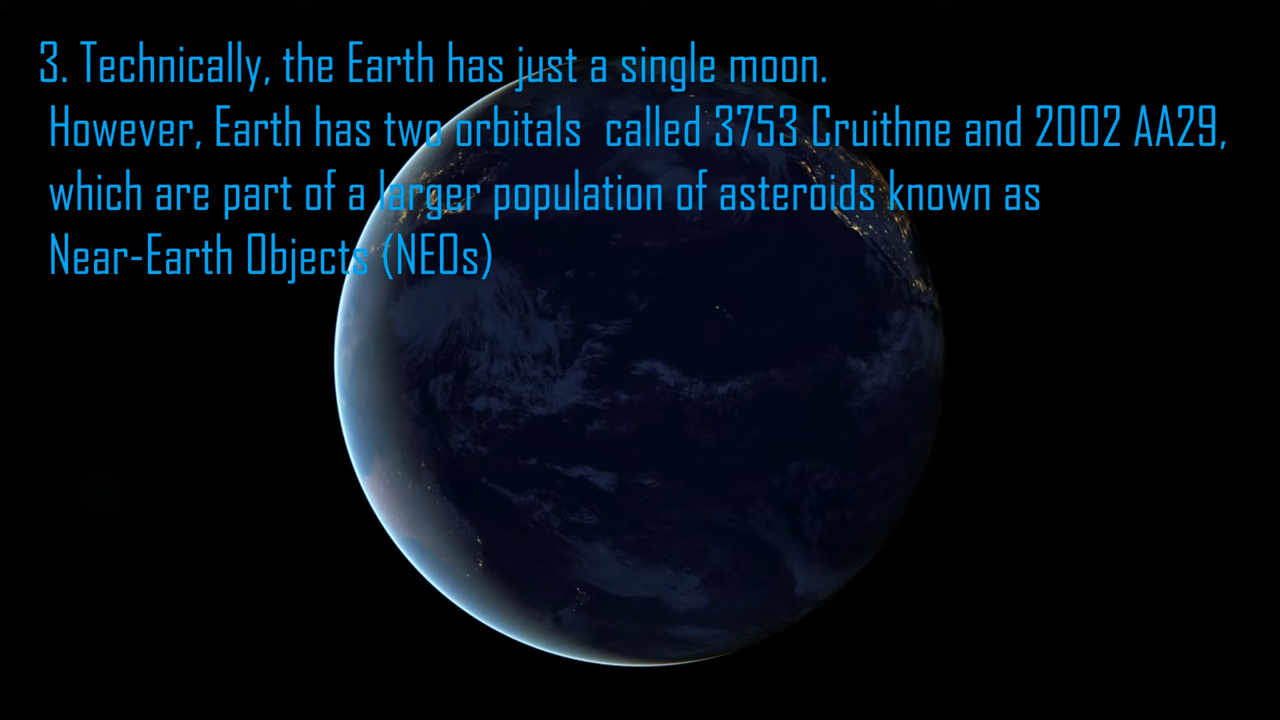 3. Technically, the Earth has just a single moon.
However, Earth has two orbitals called 3753 Cruithne and 2002 AA29,
which are part of a larger population of asteroids known as
Near-Earth Objects (NEOs)